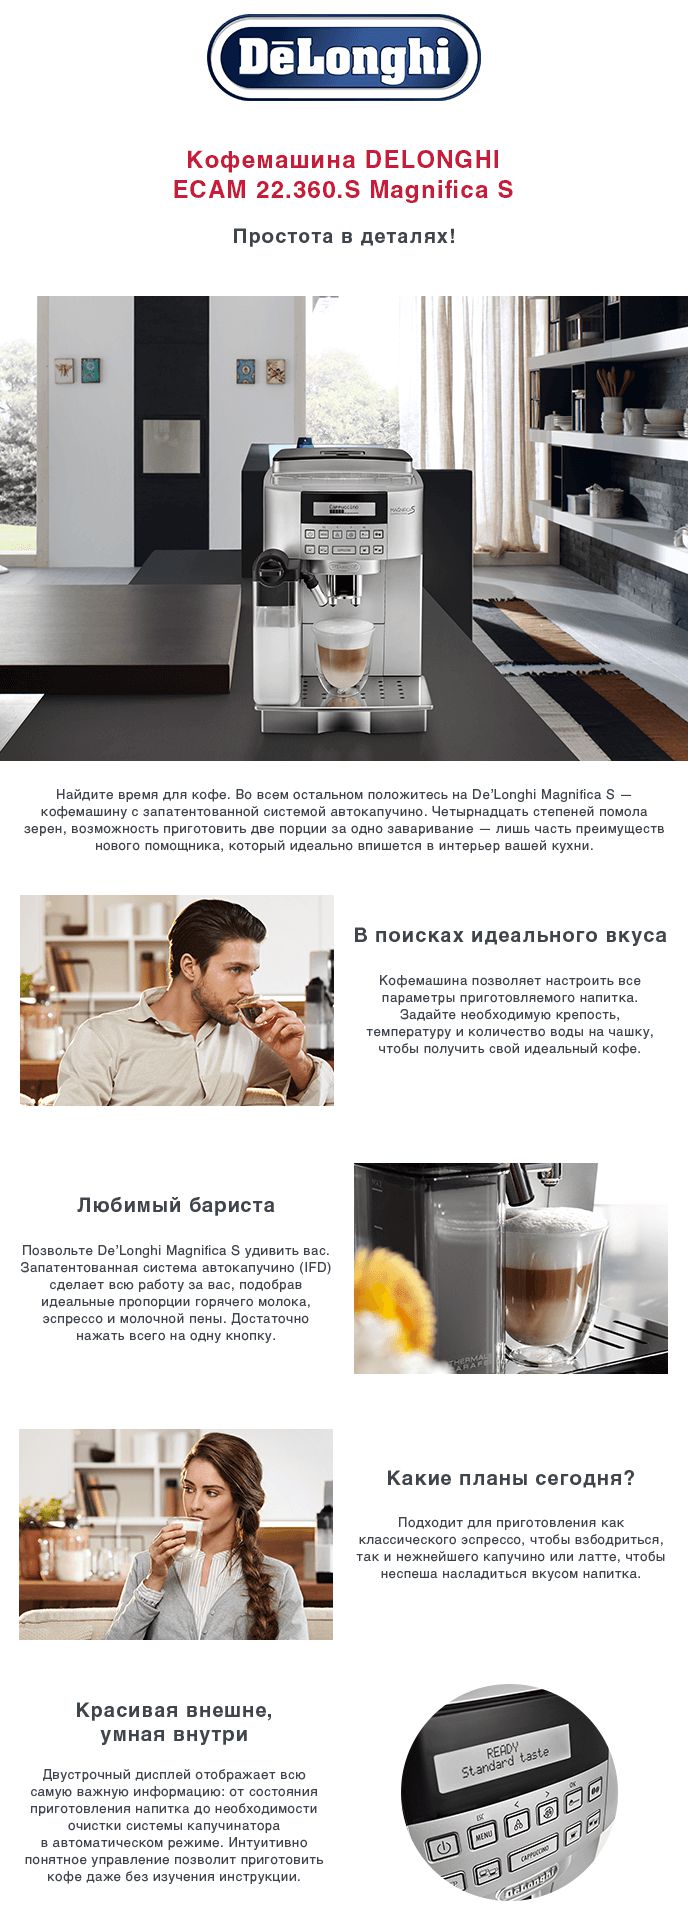 DeLonghi
Кофемашина DELONGHI
ECAM 22.360.S Magnifica S
Простота в деталях!
Cappuccino
MAGNIFICA S
DeLonghi
Найдите время для кофе. Во всем остальном положитесь на De'Longhi Magnifica S —
кофемашину с запатентованной системой автокапучино. Четырнадцать степеней помола
зерен, возможность приготовить две порции за одно заваривание — лишь часть преимуществ
нового помощника, который идеально впишется в интерьер вашей кухни.
В поисках идеального вкуса
Кофемашина позволяет настроить все
параметры приготовляемого напитка.
Задайте необходимую крепость,
температуру и количество воды на чашку,
чтобы получить свой идеальный кофе.
Любимый бариста
Позвольте De'Longhi Magnifica S удивить вас.
Запатентованная система автокапучино (IFD)
сделает всю работу за вас, подобрав
идеальные пропорции горячего молока,
эспрессо и молочной пены. Достаточно
нажать всего на одну кнопку.
MAX
THERMAL
CARAFE
Какие планы сегодня?
Подходит для приготовления как
классического эспрессо, чтобы взбодриться,
так и нежнейшего капучино или латте, чтобы
неспеша насладиться вкусом напитка.
Красивая внешне,
умная внутри
Двустрочный дисплей отображает всю
самую важную информацию: от состояния
приготовления напитка до необходимости
очистки системы капучинатора
в автоматическом режиме. Интуитивно
понятное управление позволит приготовить
кофе даже без изучения инструкции.
READY
Standard taste
ESC < > OK
MENU
CAPPUCCINO
DeLonghi